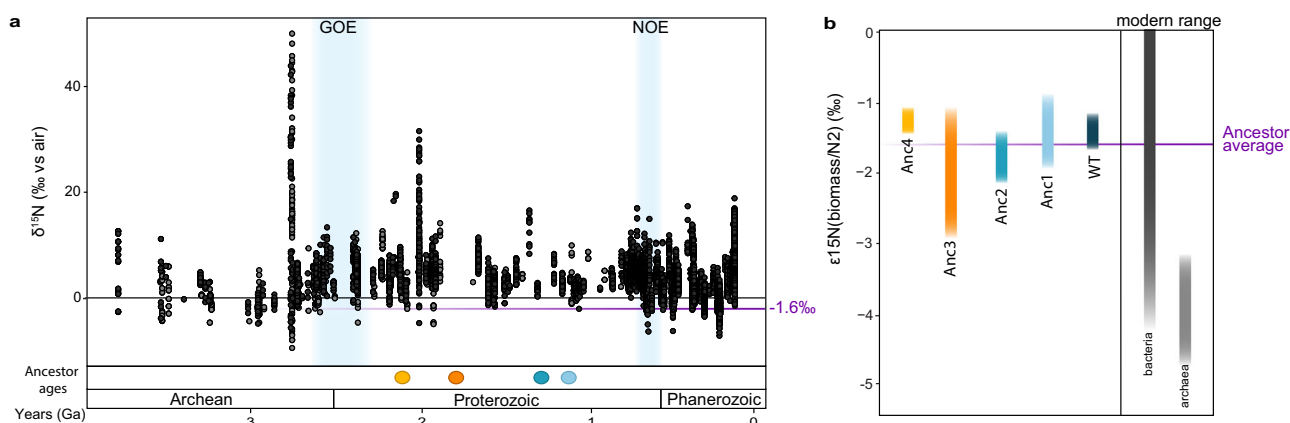 a
GOE
NOE
40
20
0
δ¹⁵N (‰ vs air)
-1.6‰
Ancestor
ages
Archean
Proterozoic
Phanerozoic
Years (Ga)
3
2
1
0
b
modern range
0
−1
−2
−3
−4
-5
ε15N(biomass/N2) (‰)
Anc4
Anc3
Anc2
Anc1
WT
bacteria
archaea
Ancestor
average